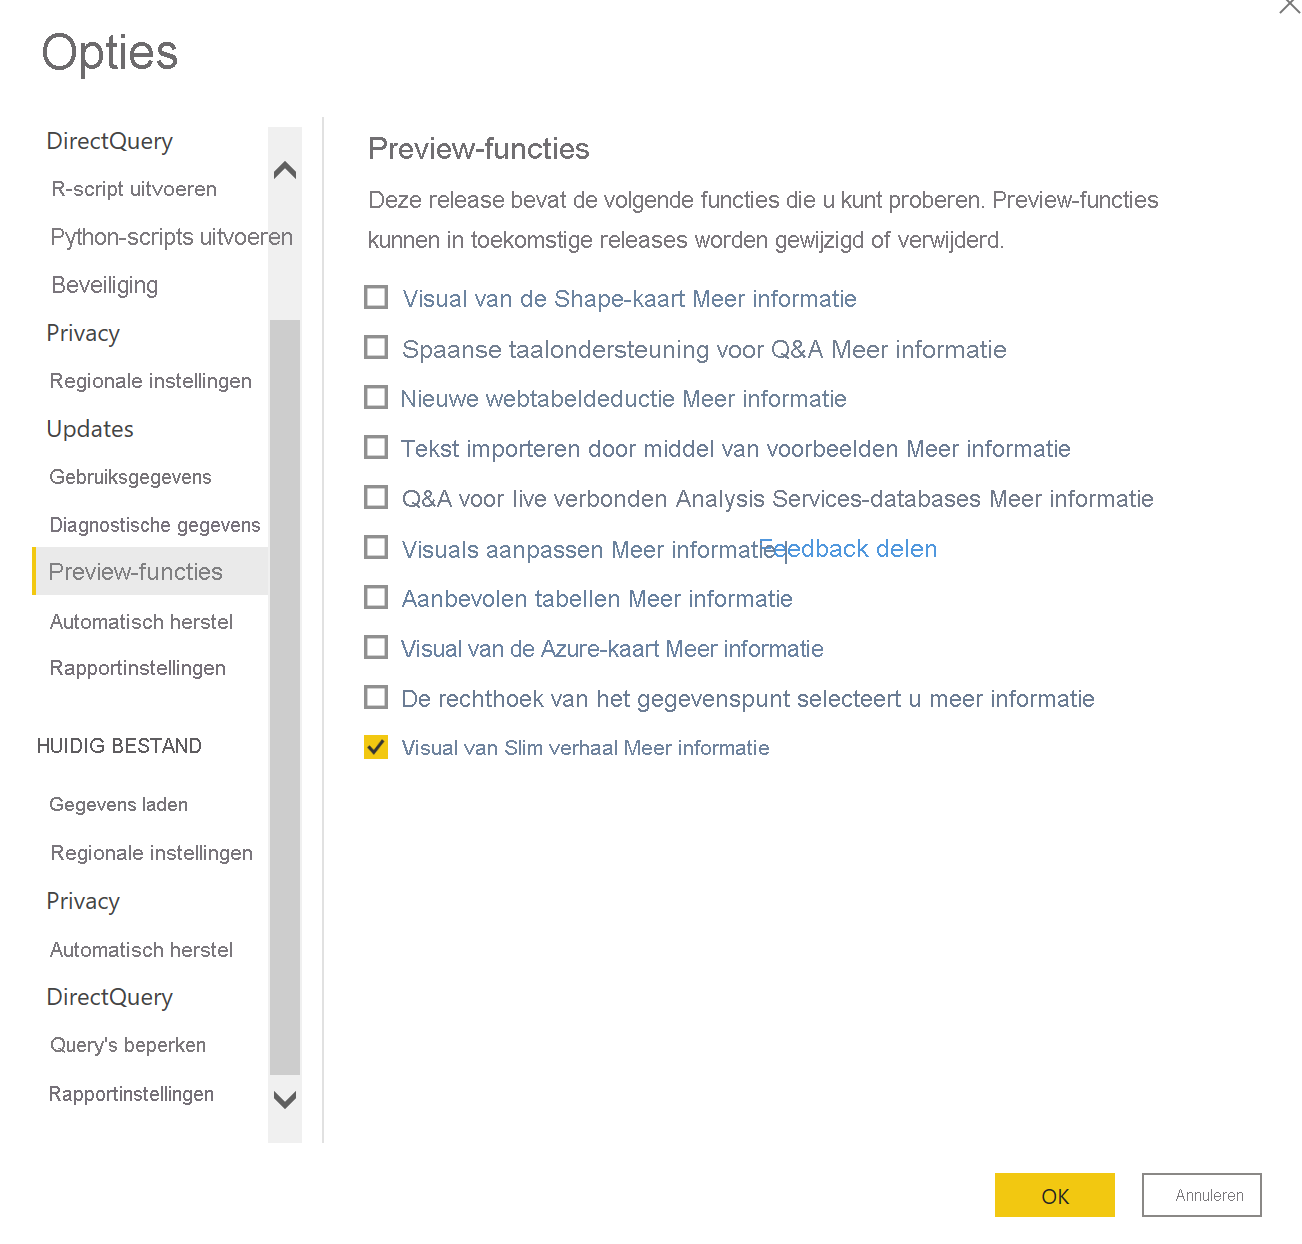 Opties
DirectQuery
R-script uitvoeren
Python-scripts uitvoeren
Beveiliging
Privacy
Regionale instellingen
Updates
Gebruiksgegevens
Diagnostische gegevens
Preview-functies
Automatisch herstel
Rapportinstellingen
HUIDIG BESTAND
Gegevens laden
Regionale instellingen
Privacy
Automatisch herstel
DirectQuery
Query's beperken
Rapportinstellingen
Preview-functies
Deze release bevat de volgende functies die u kunt proberen. Preview-functies
kunnen in toekomstige releases worden gewijzigd of verwijderd.
Visual van de Shape-kaart Meer informatie
Spaanse taalondersteuning voor Q&A Meer informatie
Nieuwe webtabeldeductie Meer informatie
Tekst importeren door middel van voorbeelden Meer informatie
Q&A voor live verbonden Analysis Services-databases Meer informatie
Visuals aanpassen Meer informatie | Feedback delen
Aanbevolen tabellen Meer informatie
Visual van de Azure-kaart Meer informatie
De rechthoek van het gegevenspunt selecteert u meer informatie
Visual van Slim verhaal Meer informatie
OK
Annuleren